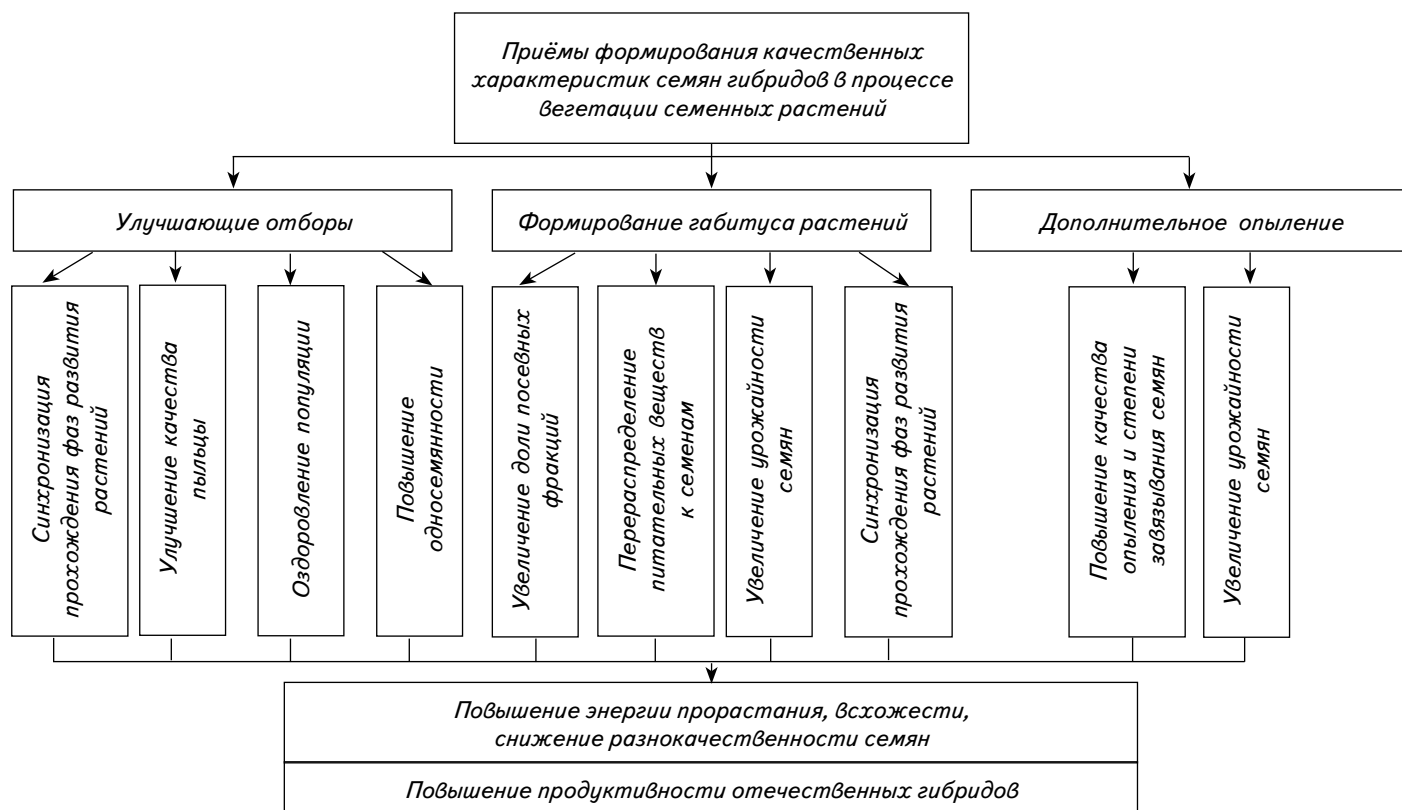 Приёмы формирования качественных
характеристик семян гибридов в процессе
вегетации семенных растений
Улучшающие отборы
Формирование габитуса растений
Дополнительное опыление
Синхронизация
прохождения фаз развития
растений
Улучшение качества
пыльцы
Оздоровление популяции
Повышение
односемянности
Увеличение доли посевных
фракций
Перераспределение
питательных веществ
к семенам
Увеличение урожайности
семян
Синхронизация
прохождения фаз развития
растений
Повышение качества
опыления и степени
завязывания семян
Увеличение урожайности
семян
Повышение энергии прорастания, всхожести,
снижение разнокачественности семян
Повышение продуктивности отечественных гибридов